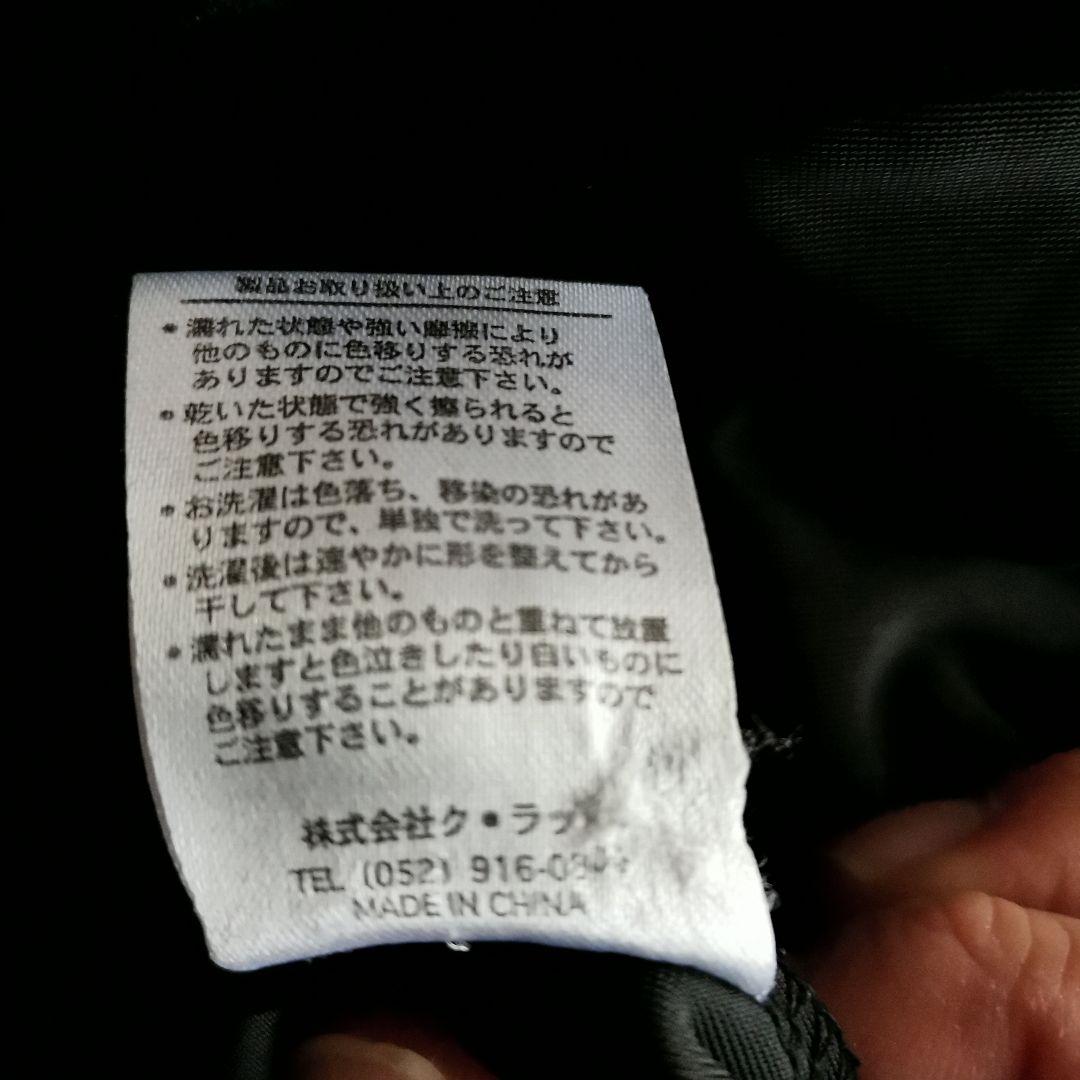 製品お取り扱い上のご注意
• 濡れた状態や強い摩擦により
他のものに色移りする恐れが
ありますのでご注意下さい。
• 乾いた状態で強く擦られると
色移りする恐れがありますので
ご注意下さい。
• お洗濯は色落ち、移染の恐れがあ
りますので、単独で洗って下さい。
• 洗濯後は速やかに形を整えてから
干して下さい。
• 濡れたまま他のものと重ねて放置
しますと色泣きしたり白いものに
色移りすることがありますので
ご注意下さい。
株式会社
TEL (052)
MADE IN CHINA